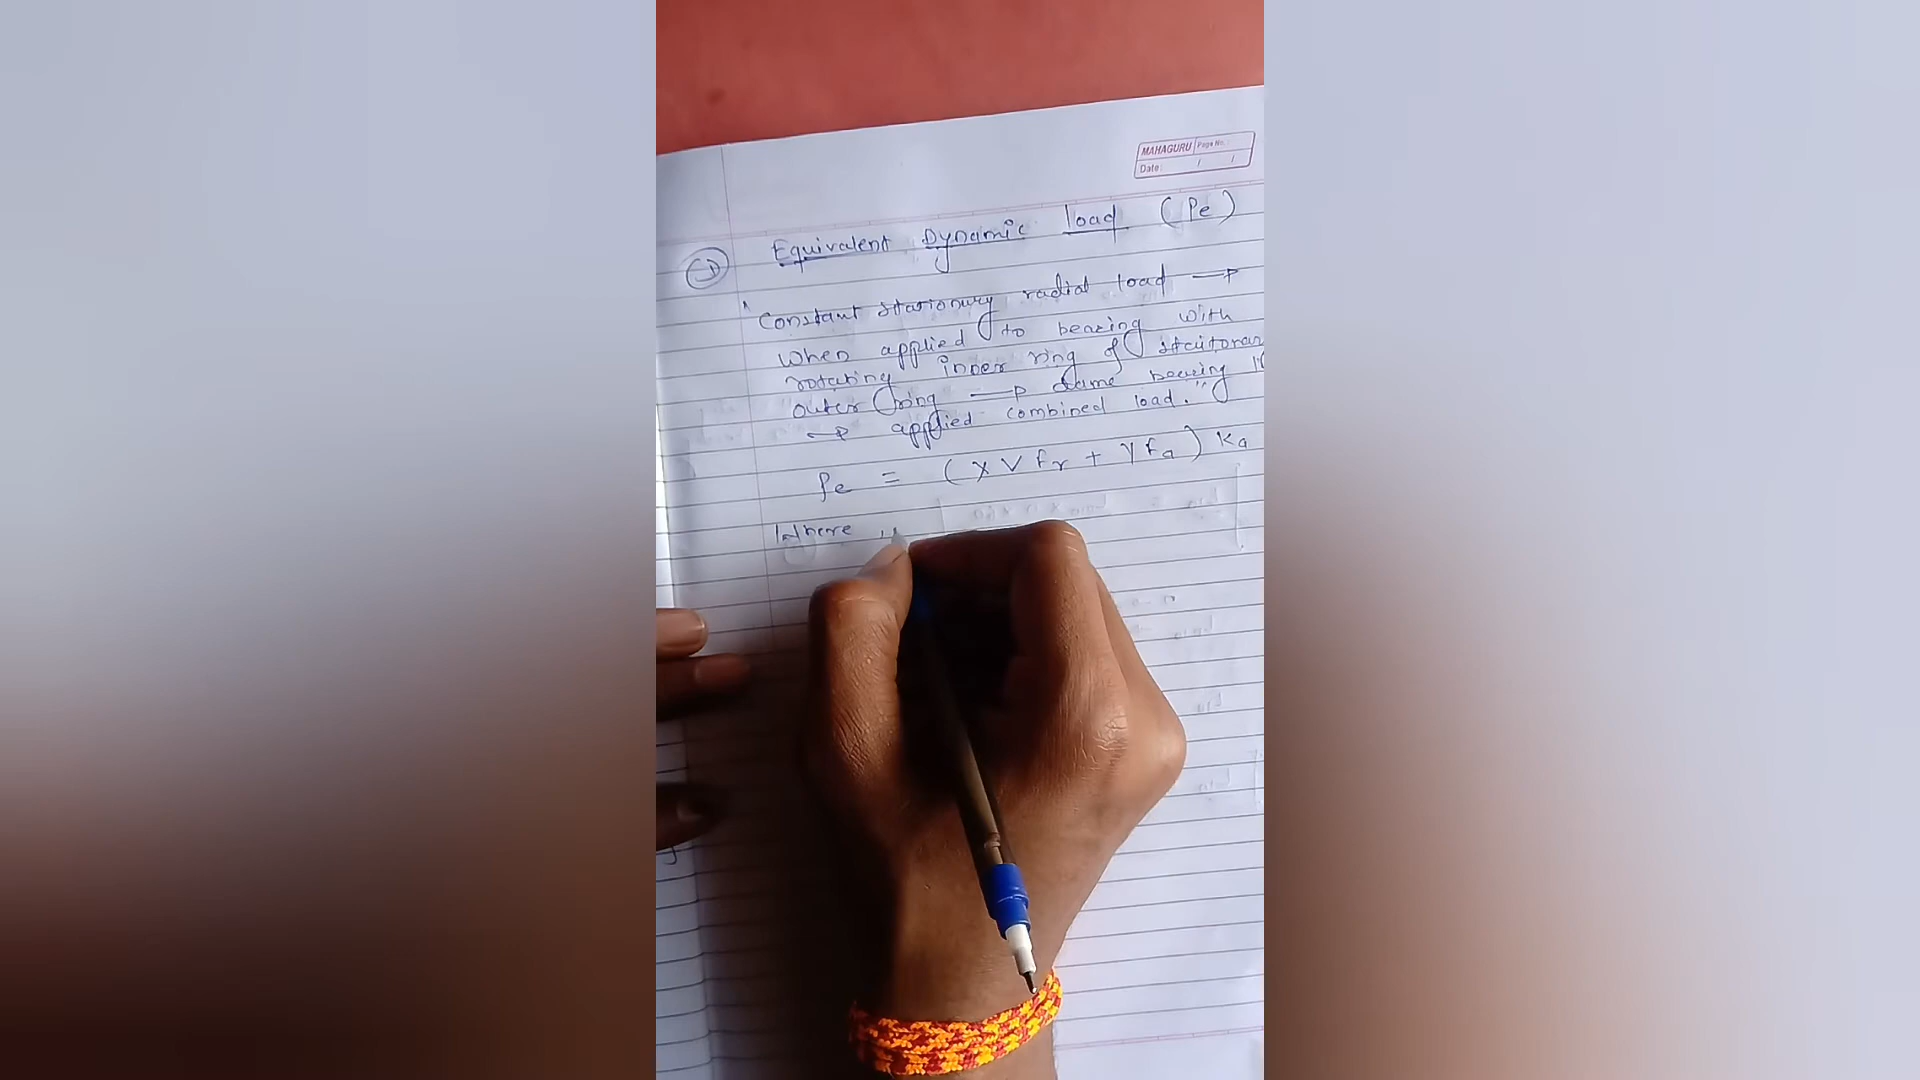 MAHAGURU Page No.
Date: / /
① Equivalent Dynamic load (Pe)
" Constant stationary radial load →
when applied to bearing with
rotating inner ring of
outer ring → same bearing
→ applied combined load. "
Pe = (X V Fr + Y Fa) Ka
Where